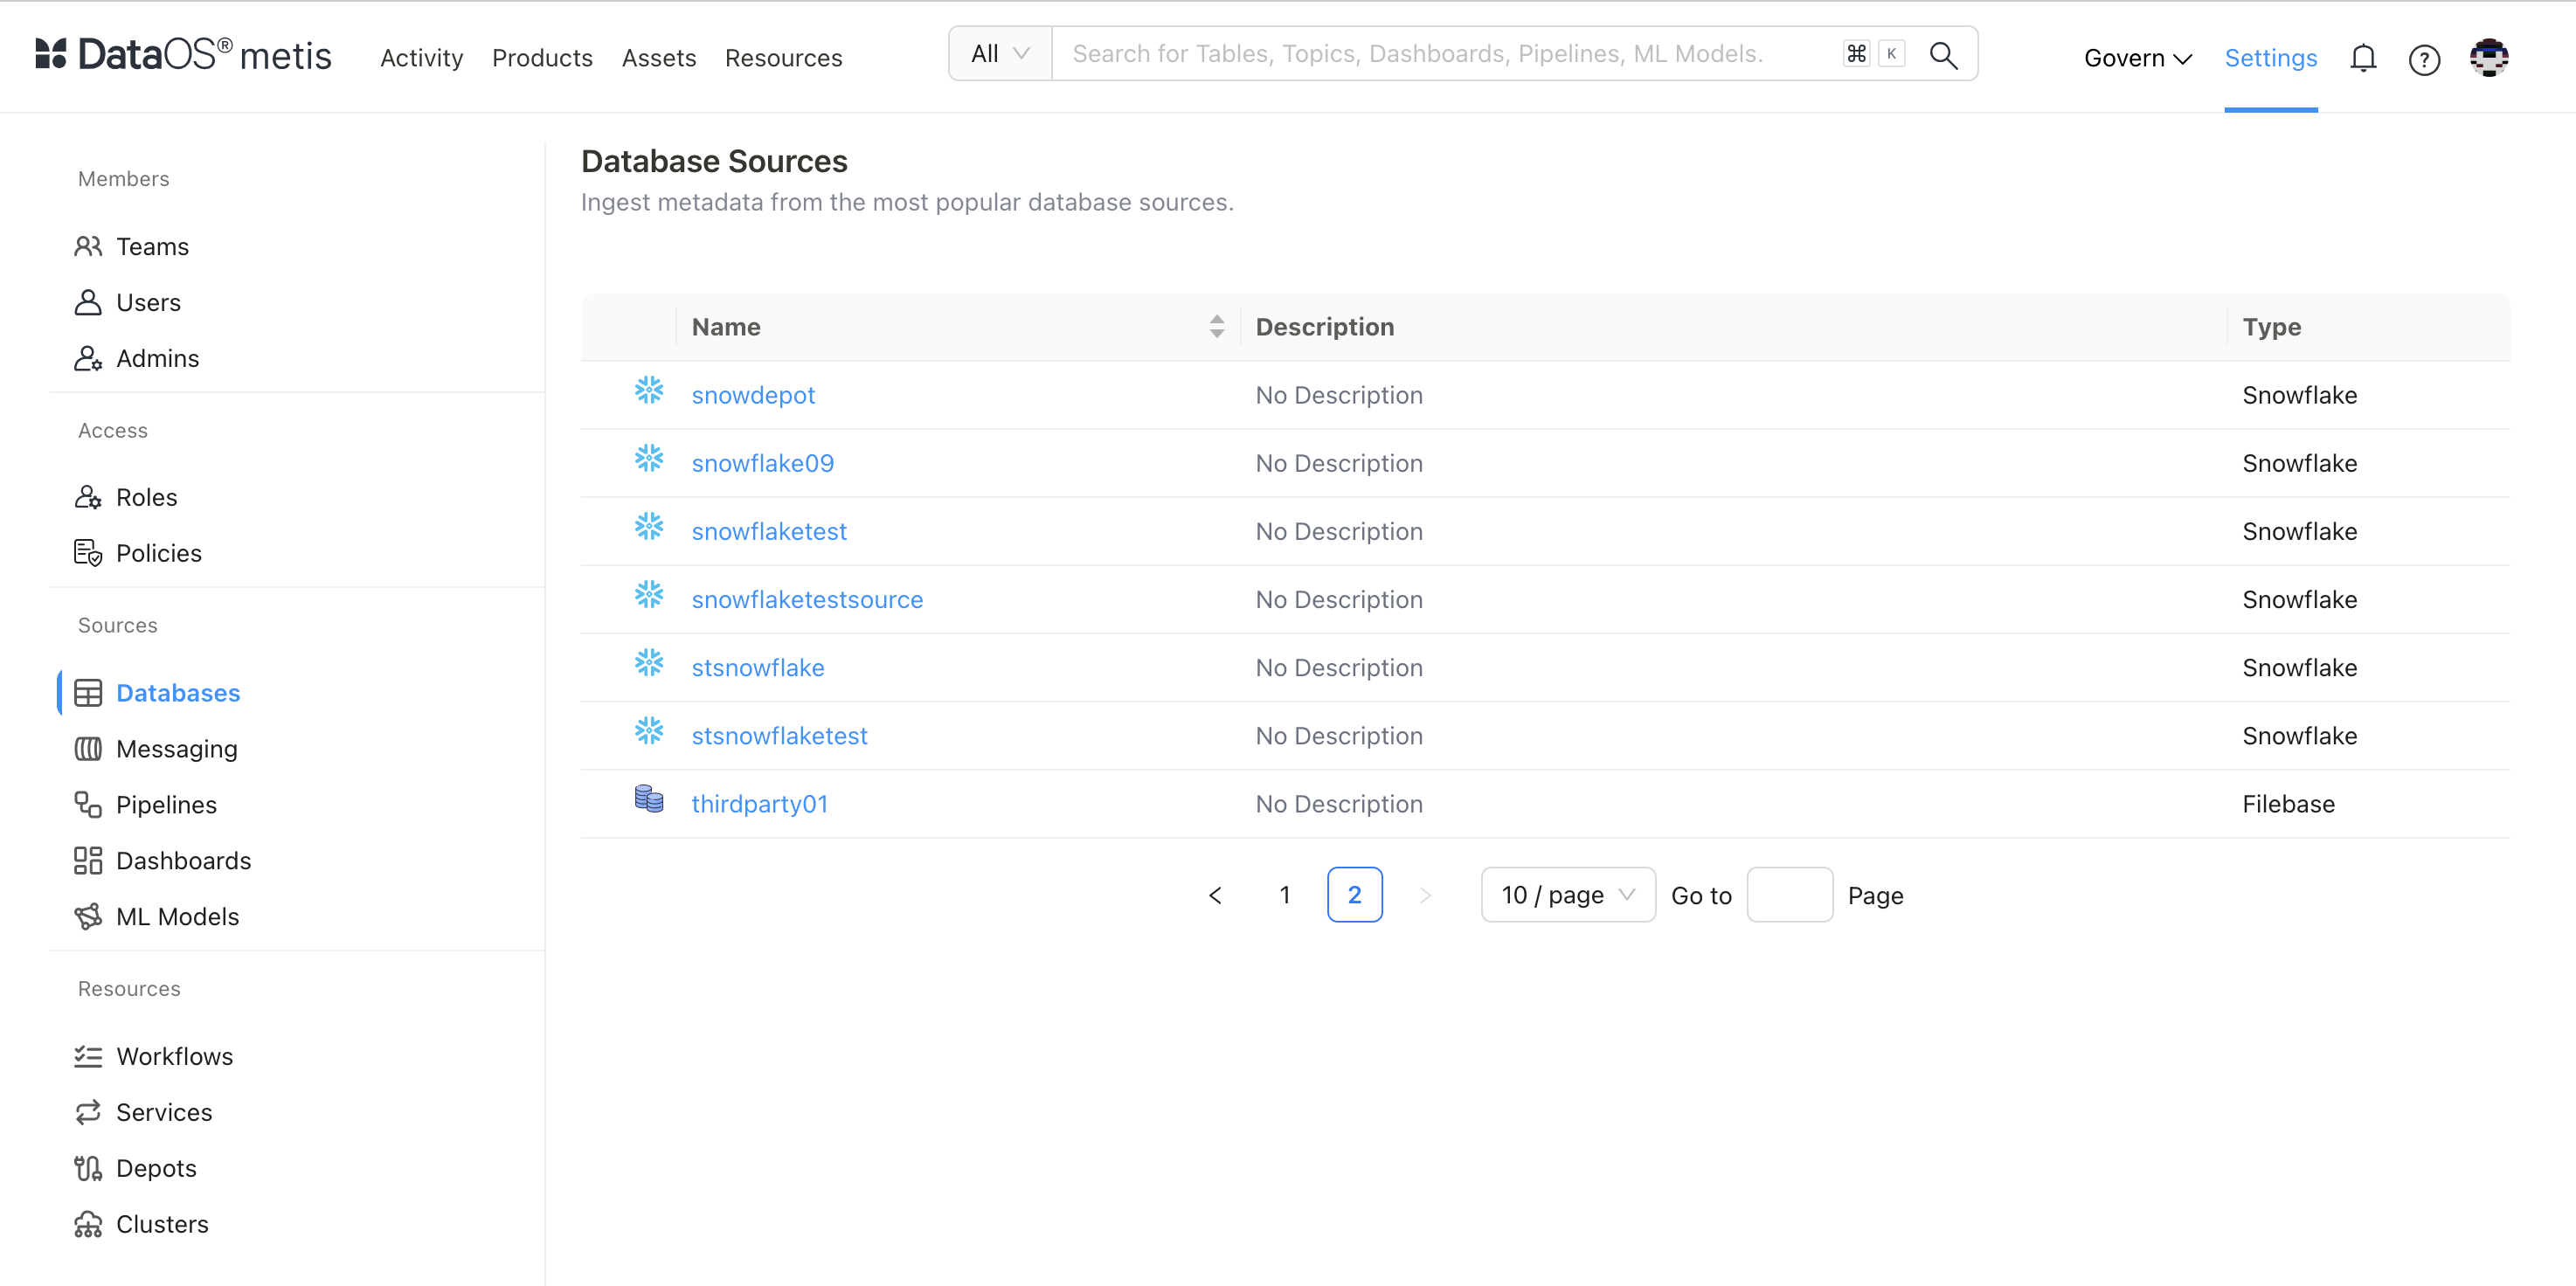 DataOS® metis Activity Products Assets Resources All Search for Tables, Topics, Dashboards, Pipelines, ML Models. ⌘ K Govern Settings ?
Members
Teams
Users
Admins
Access
Roles
Policies
Sources
Databases
Messaging
Pipelines
Dashboards
ML Models
Resources
Workflows
Services
Depots
Clusters
Database Sources
Ingest metadata from the most popular database sources.
Name Description Type
snowdepot No Description Snowflake
snowflake09 No Description Snowflake
snowflaketest No Description Snowflake
snowflaketestsource No Description Snowflake
stsnowflake No Description Snowflake
stsnowflaketest No Description Snowflake
thirdparty01 No Description Filebase
< 1 2 > 10 / page Go to Page